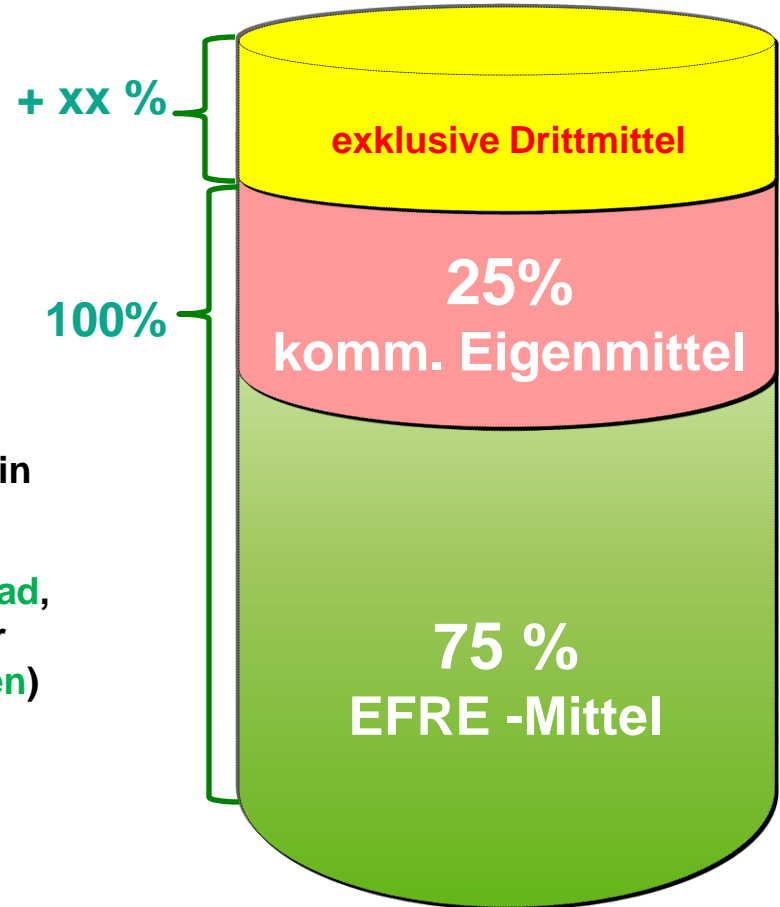 + xx %
exklusive Drittmittel
25%
komm. Eigenmittel
100%
in
ad,
r
en)
75 %
EFRE -Mittel